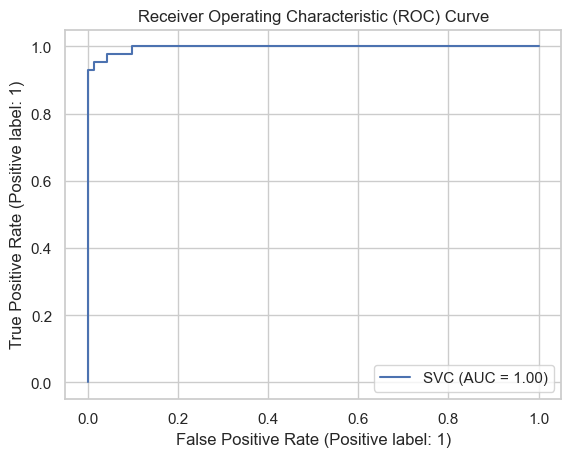 Receiver Operating Characteristic (ROC) Curve
1.0
0.8
0.6
0.4
0.2
0.0
True Positive Rate (Positive label: 1)
SVC (AUC = 1.00)
0.0 0.2 0.4 0.6 0.8 1.0
False Positive Rate (Positive label: 1)